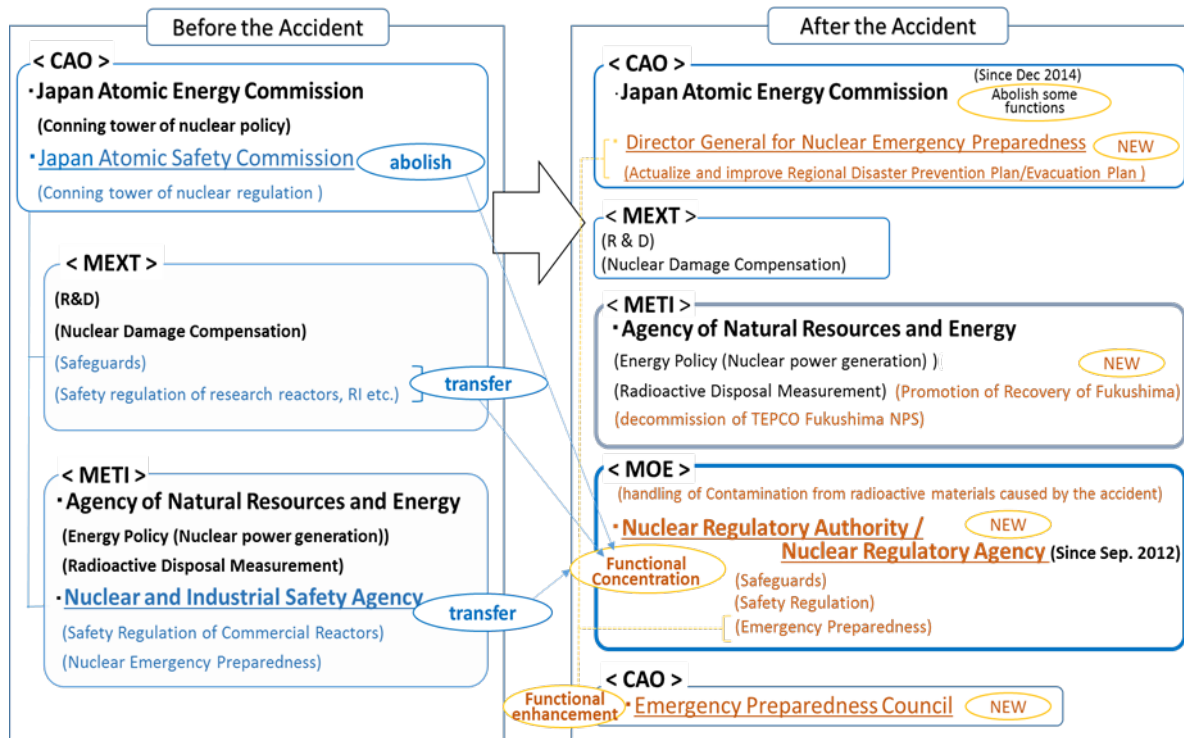 Before the Accident
< CAO >
・Japan Atomic Energy Commission
(Conning tower of nuclear policy)
・Japan Atomic Safety Commission
abolish
(Conning tower of nuclear regulation )
< MEXT >
(R&D)
(Nuclear Damage Compensation)
(Safeguards)
(Safety regulation of research reactors, RI etc.)
transfer
< METI >
・Agency of Natural Resources and Energy
(Energy Policy (Nuclear power generation))
(Radioactive Disposal Measurement)
・Nuclear and Industrial Safety Agency
transfer
(Safety Regulation of Commercial Reactors)
(Nuclear Emergency Preparedness)
After the Accident
< CAO >
(Since Dec 2014)
・Japan Atomic Energy Commission
Abolish some
functions
・Director General for Nuclear Emergency Preparedness
NEW
(Actualize and improve Regional Disaster Prevention Plan/Evacuation Plan )
< MEXT >
(R & D)
(Nuclear Damage Compensation)
< METI >
・Agency of Natural Resources and Energy
(Energy Policy (Nuclear power generation) )
NEW
(Radioactive Disposal Measurement) (Promotion of Recovery of Fukushima)
(decommission of TEPCO Fukushima NPS)
< MOE >
(handling of Contamination from radioactive materials caused by the accident)
・Nuclear Regulatory Authority /
NEW
Nuclear Regulatory Agency (Since Sep. 2012)
Functional
Concentration
(Safeguards)
(Safety Regulation)
(Emergency Preparedness)
< CAO >
Functional
enhancement
・Emergency Preparedness Council
NEW